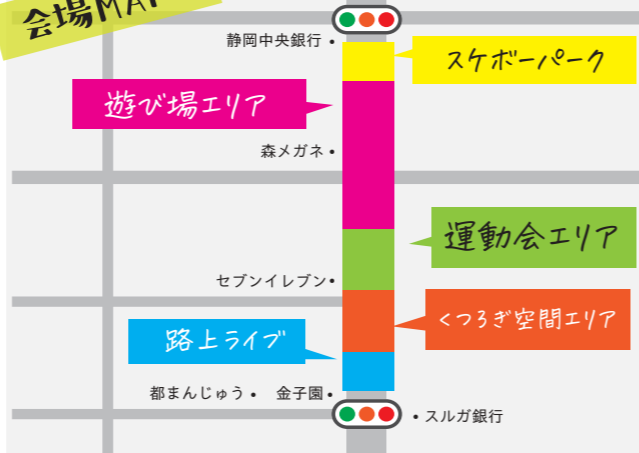 会場MAP
静岡中央銀行・
スケボーパーク
遊び場エリア
森メガネ・
運動会エリア
セブンイレブン・
くつろぎ空間エリア
路上ライブ
都まんじゅう・ 金子園・
・スルガ銀行